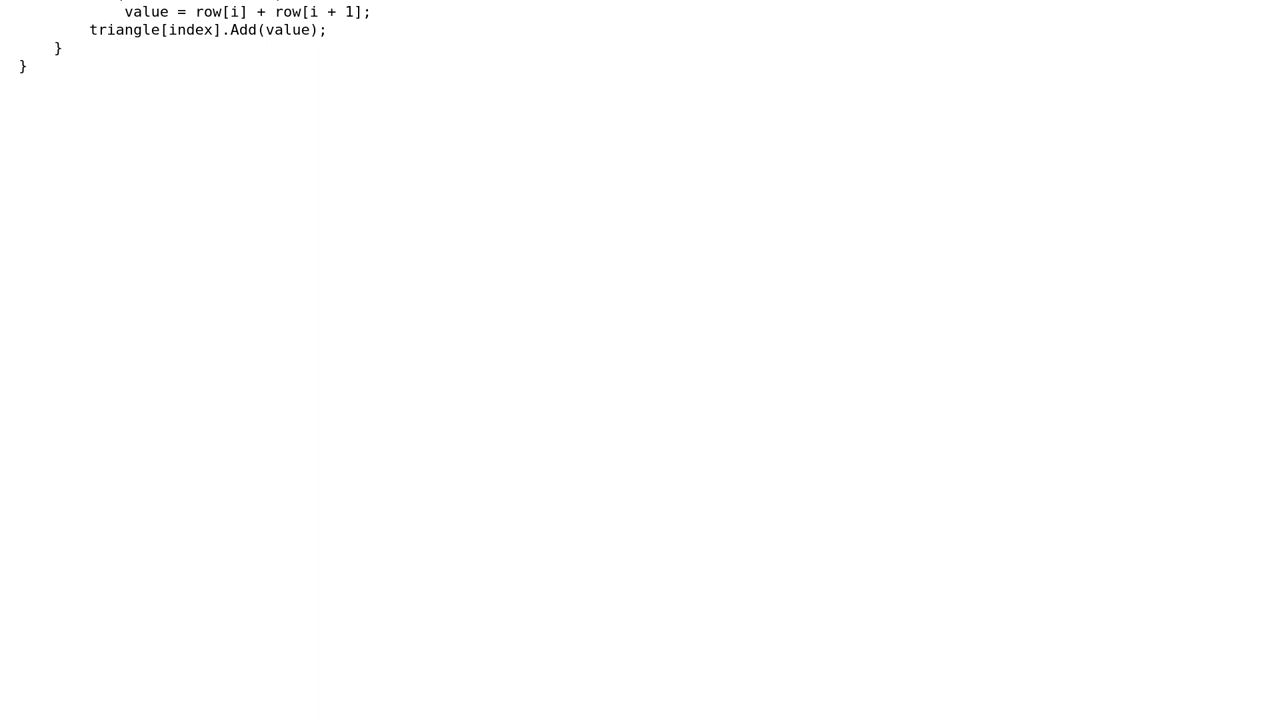 value = row[i] + row[i + 1];
triangle[index].Add(value);
}
}